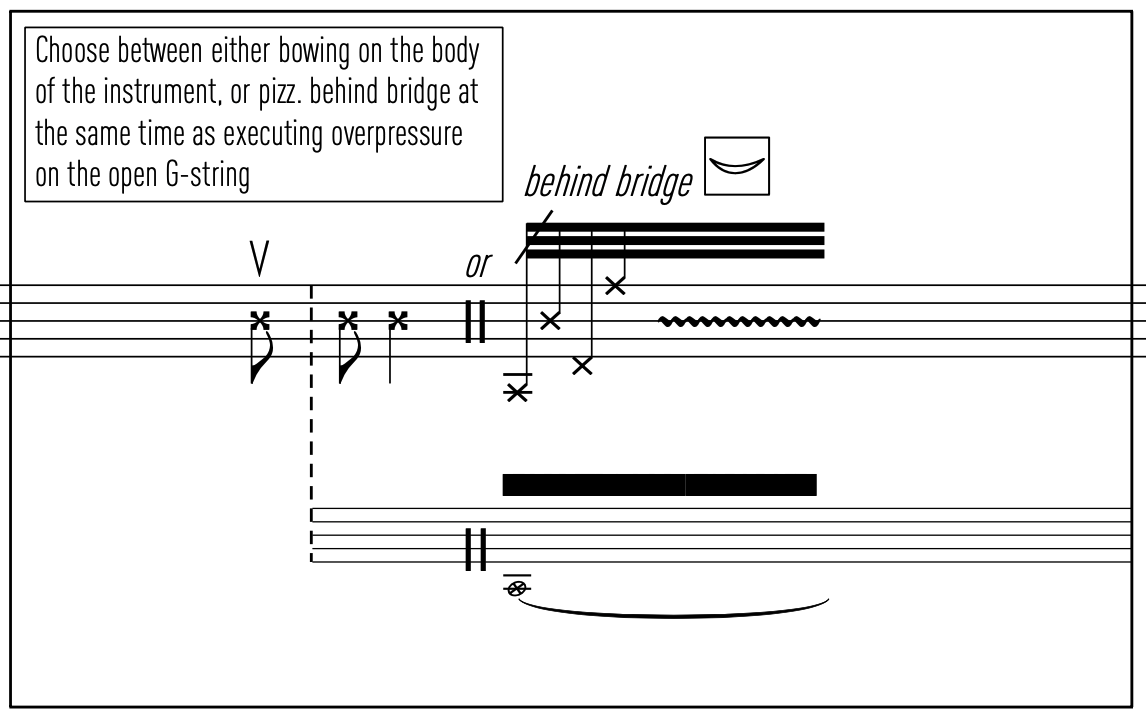 Choose between either bowing on the body
of the instrument, or pizz. behind bridge at
the same time as executing overpressure
on the open G-string
behind bridge
or